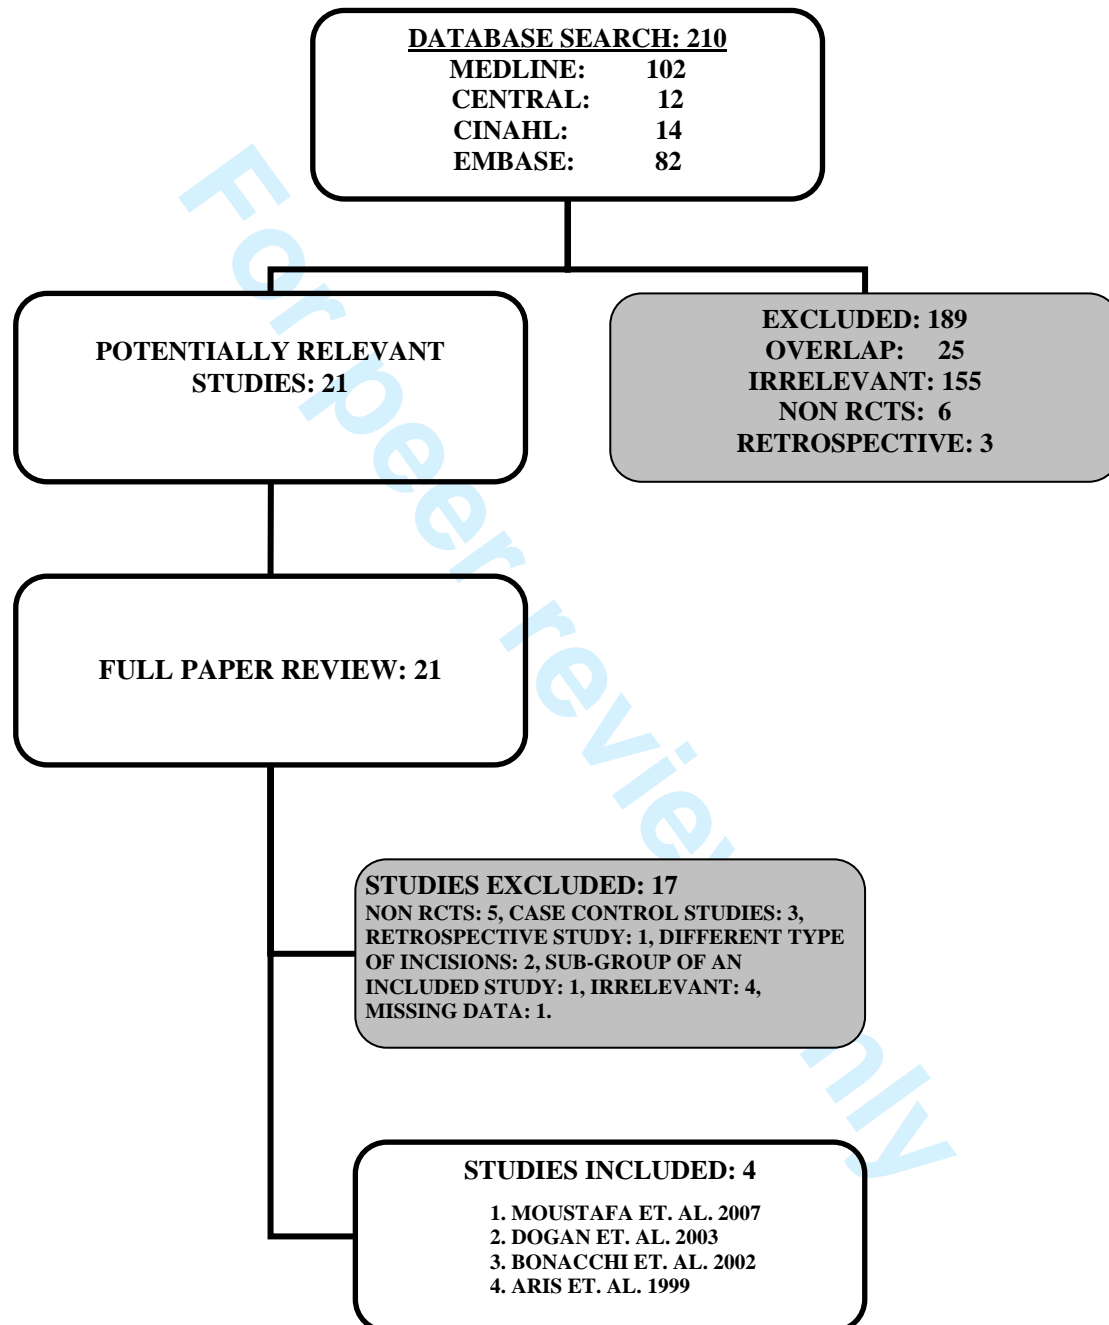 DATABASE SEARCH: 210
MEDLINE: 102
CENTRAL: 12
CINAHL: 14
EMBASE: 82
POTENTIALLY RELEVANT
STUDIES: 21
EXCLUDED: 189
OVERLAP: 25
IRRELEVANT: 155
NON RCTS: 6
RETROSPECTIVE: 3
FULL PAPER REVIEW: 21
STUDIES EXCLUDED: 17
NON RCTS: 5, CASE CONTROL STUDIES: 3,
RETROSPECTIVE STUDY: 1, DIFFERENT TYPE
OF INCISIONS: 2, SUB-GROUP OF AN
INCLUDED STUDY: 1, IRRELEVANT: 4,
MISSING DATA: 1.
STUDIES INCLUDED: 4
1. MOUSTAFA ET. AL. 2007
2. DOGAN ET. AL. 2003
3. BONACCHI ET. AL. 2002
4. ARIS ET. AL. 1999
For peer review only